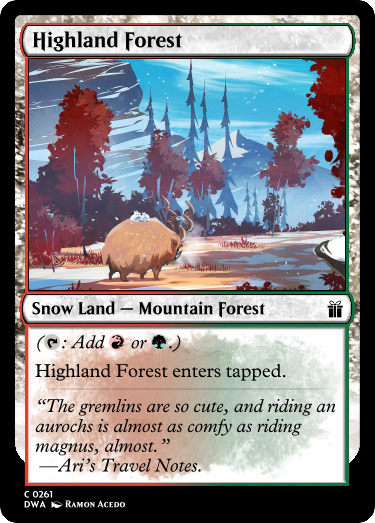 Highland Forest
Snow Land — Mountain Forest
(: Add  or .)
Highland Forest enters tapped.
“The gremlins are so cute, and riding an
aurochs is almost as comfy as riding
magnus, almost.”
—Ari's Travel Notes.
C 0261
DWA Ramon Acedo